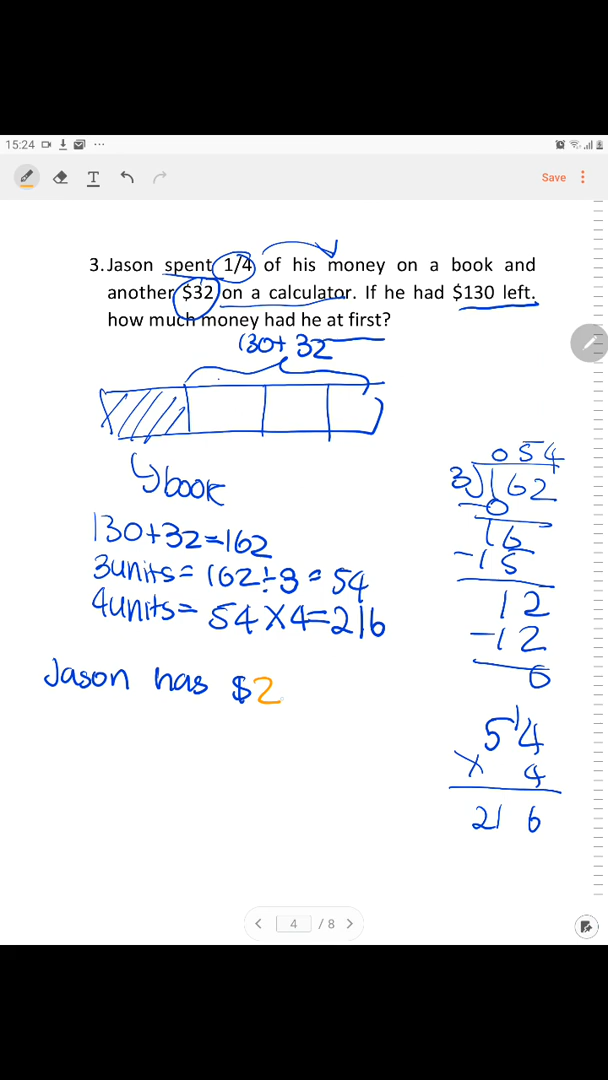 15:24
T
Save
3. Jason spent 1/4 of his money on a book and
another $32 on a calculator. If he had $130 left.
how much money had he at first?
130+ 32
book
130+32=162
3units= 162÷3=54
4units= 54×4=216
Jason has $2
054
3)162
-0
16
-15
12
-12
0
514
× 4
216
4 / 8